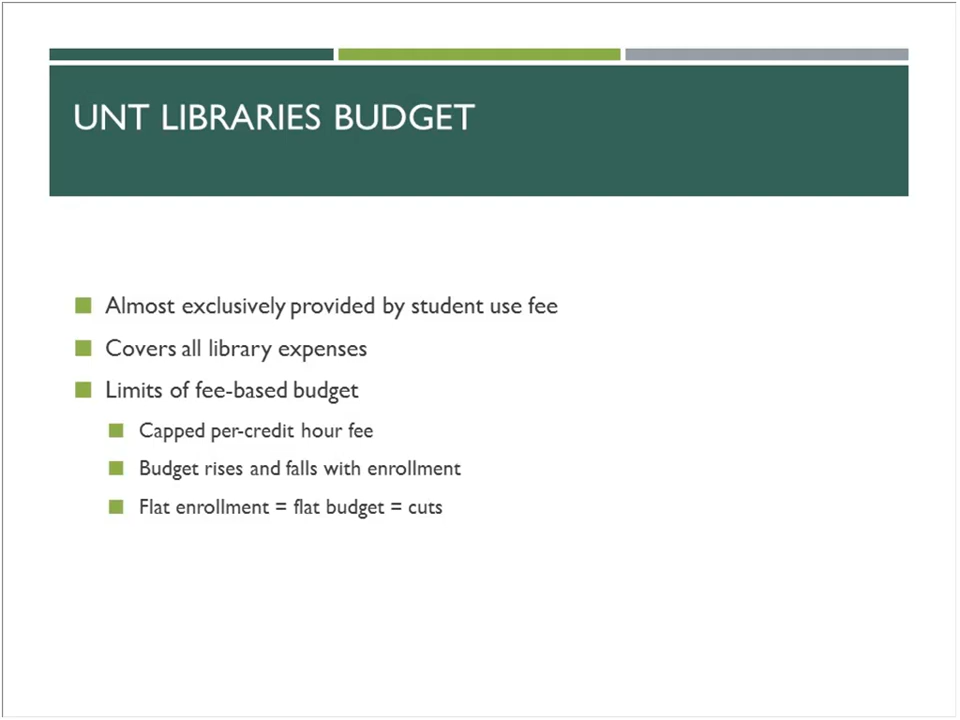 UNT LIBRARIES BUDGET
Almost exclusively provided by student use fee
Covers all library expenses
Limits of fee-based budget
Capped per-credit hour fee
Budget rises and falls with enrollment
Flat enrollment = flat budget = cuts